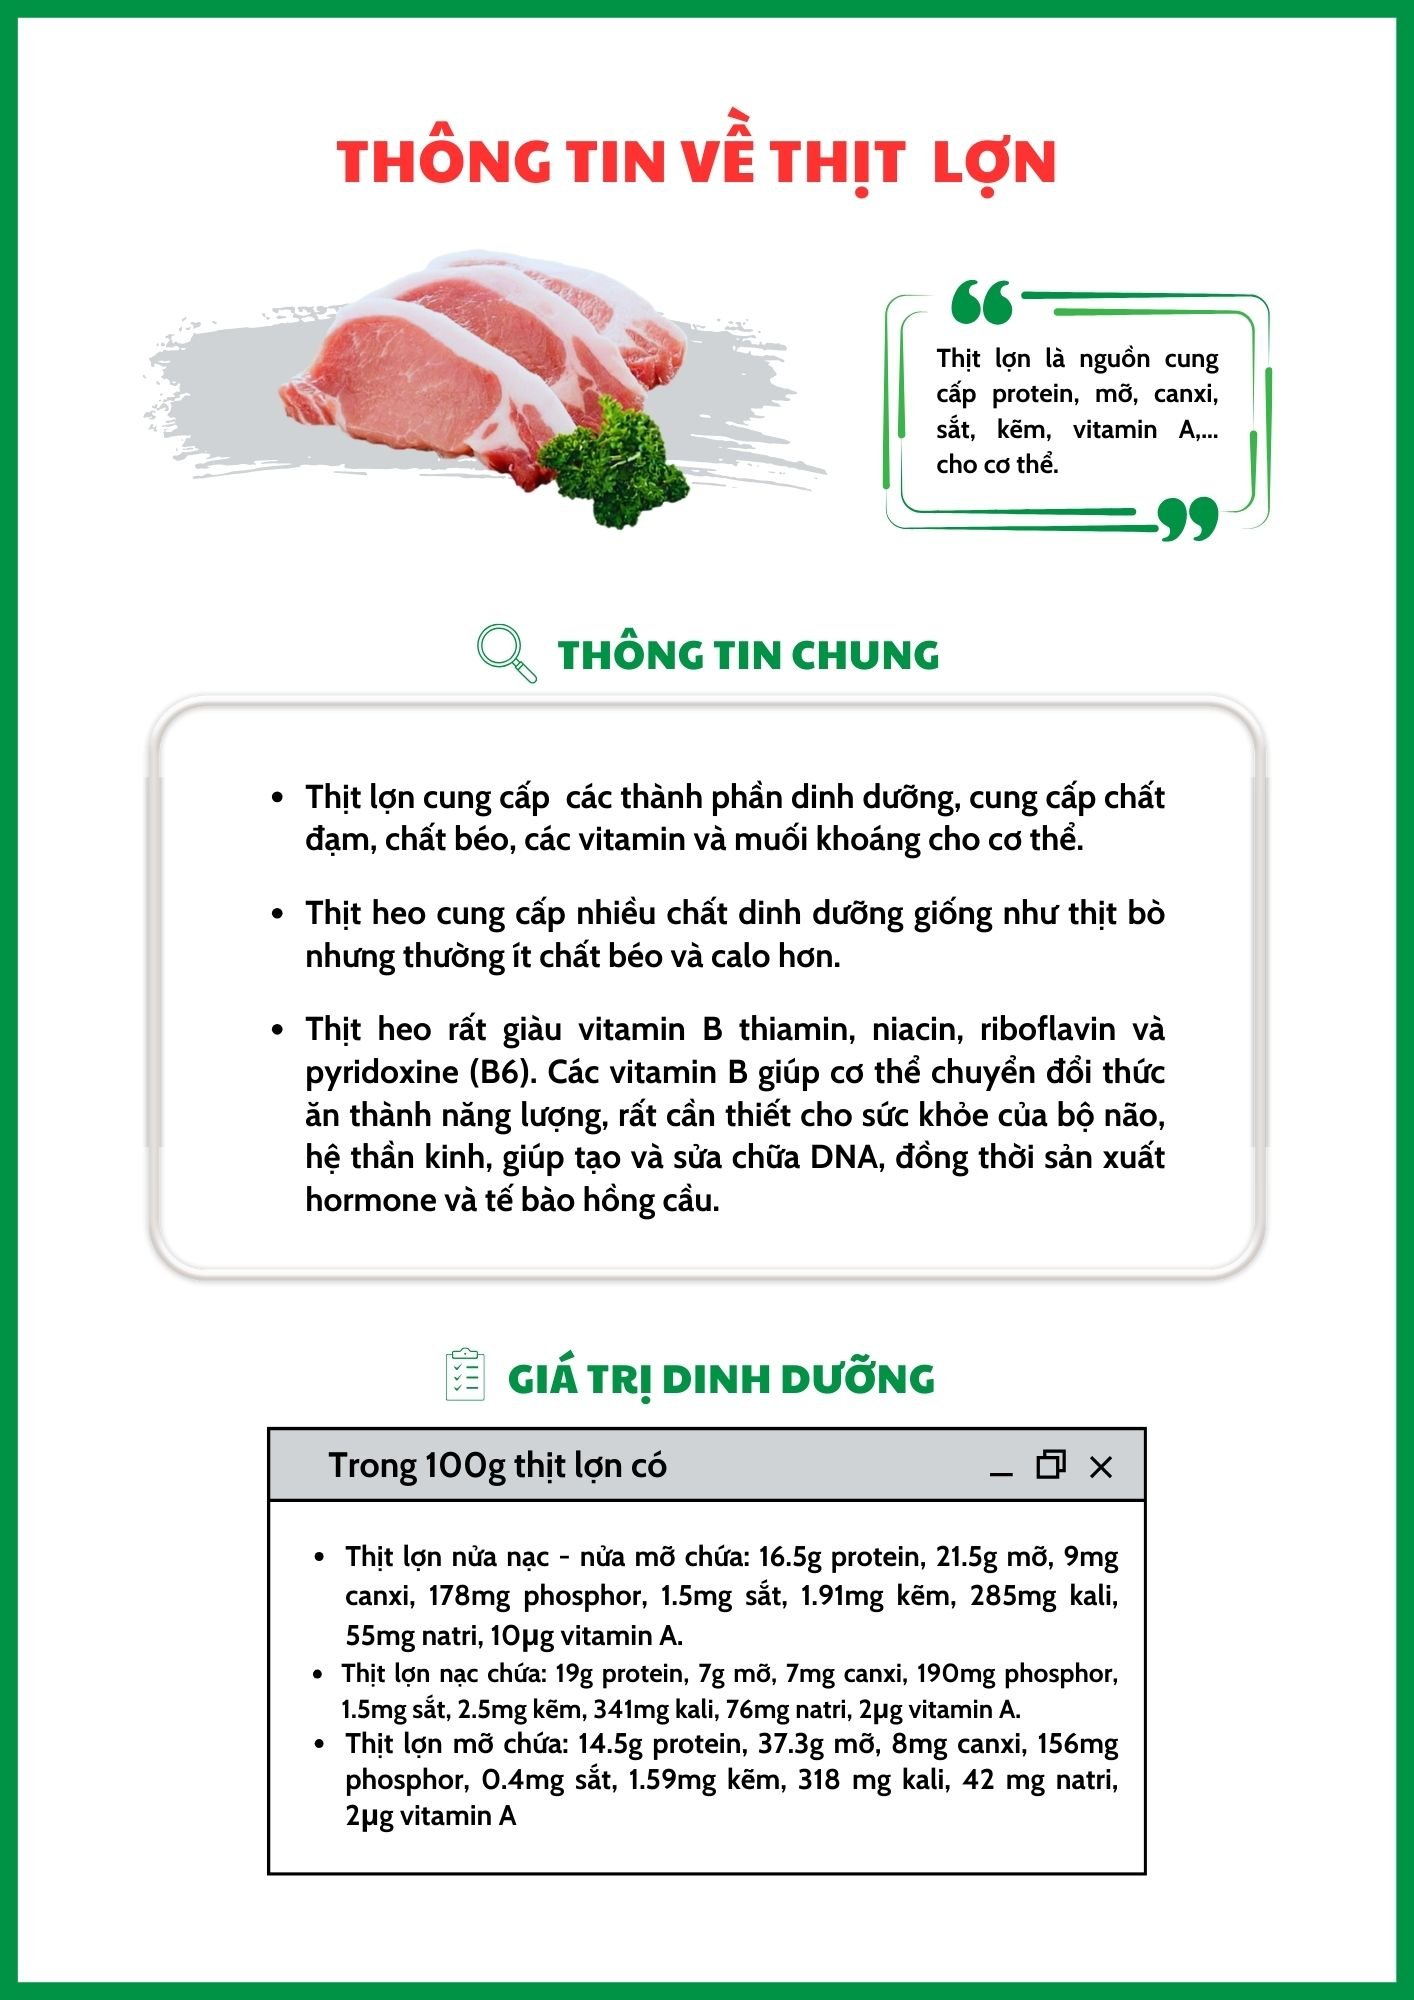 THÔNG TIN VỀ THỊT LỢN
Thịt lợn là nguồn cung
cấp protein, mỡ, canxi,
sắt, kẽm, vitamin A,...
cho cơ thể.
THÔNG TIN CHUNG
• Thịt lợn cung cấp các thành phần dinh dưỡng, cung cấp chất
đạm, chất béo, các vitamin và muối khoáng cho cơ thể.
• Thịt heo cung cấp nhiều chất dinh dưỡng giống như thịt bò
nhưng thường ít chất béo và calo hơn.
• Thịt heo rất giàu vitamin B thiamin, niacin, riboflavin và
pyridoxine (B6). Các vitamin B giúp cơ thể chuyển đổi thức
ăn thành năng lượng, rất cần thiết cho sức khỏe của bộ não,
hệ thần kinh, giúp tạo và sửa chữa DNA, đồng thời sản xuất
hormone và tế bào hồng cầu.
GIÁ TRỊ DINH DƯỠNG
Trong 100g thịt lợn có
• Thịt lợn nửa nạc - nửa mỡ chứa: 16.5g protein, 21.5g mỡ, 9mg
canxi, 178mg phosphor, 1.5mg sắt, 1.91mg kẽm, 285mg kali,
55mg natri, 10µg vitamin A.
• Thịt lợn nạc chứa: 19g protein, 7g mỡ, 7mg canxi, 190mg phosphor,
1.5mg sắt, 2.5mg kẽm, 341mg kali, 76mg natri, 2µg vitamin A.
• Thịt lợn mỡ chứa: 14.5g protein, 37.3g mỡ, 8mg canxi, 156mg
phosphor, 0.4mg sắt, 1.59mg kẽm, 318 mg kali, 42 mg natri,
2µg vitamin A